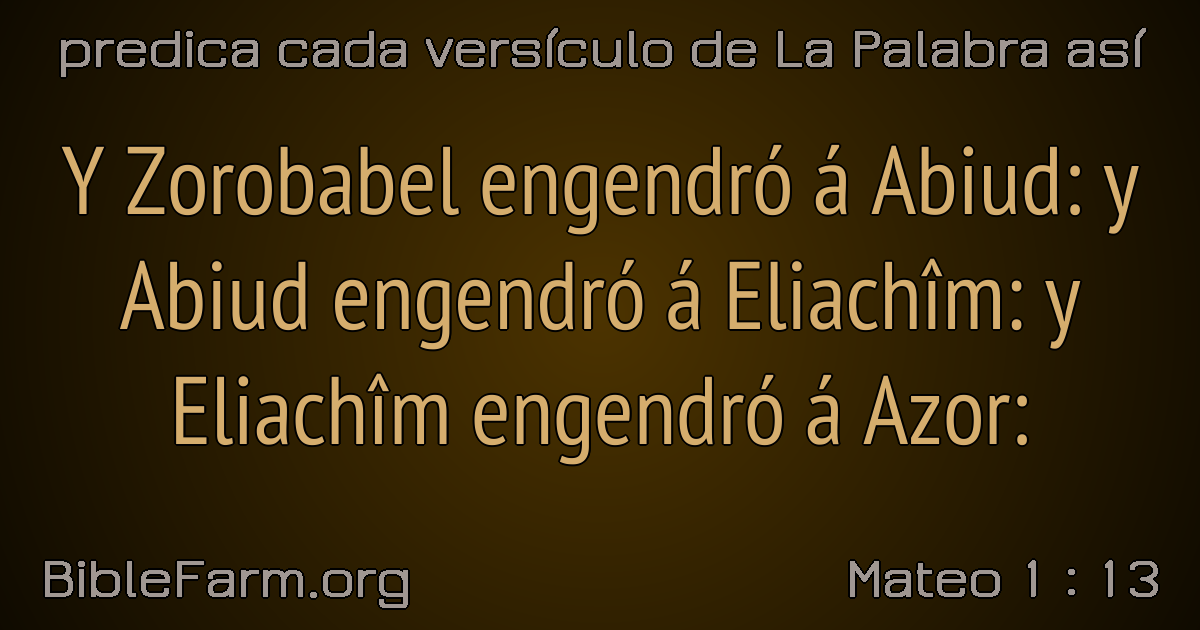 predica cada versículo de La Palabra así
Y Zorobabel engendró á Abiud: y
Abiud engendró á Eliachîm: y
Eliachîm engendró á Azor:
BibleFarm.org
Mateo 1 : 13